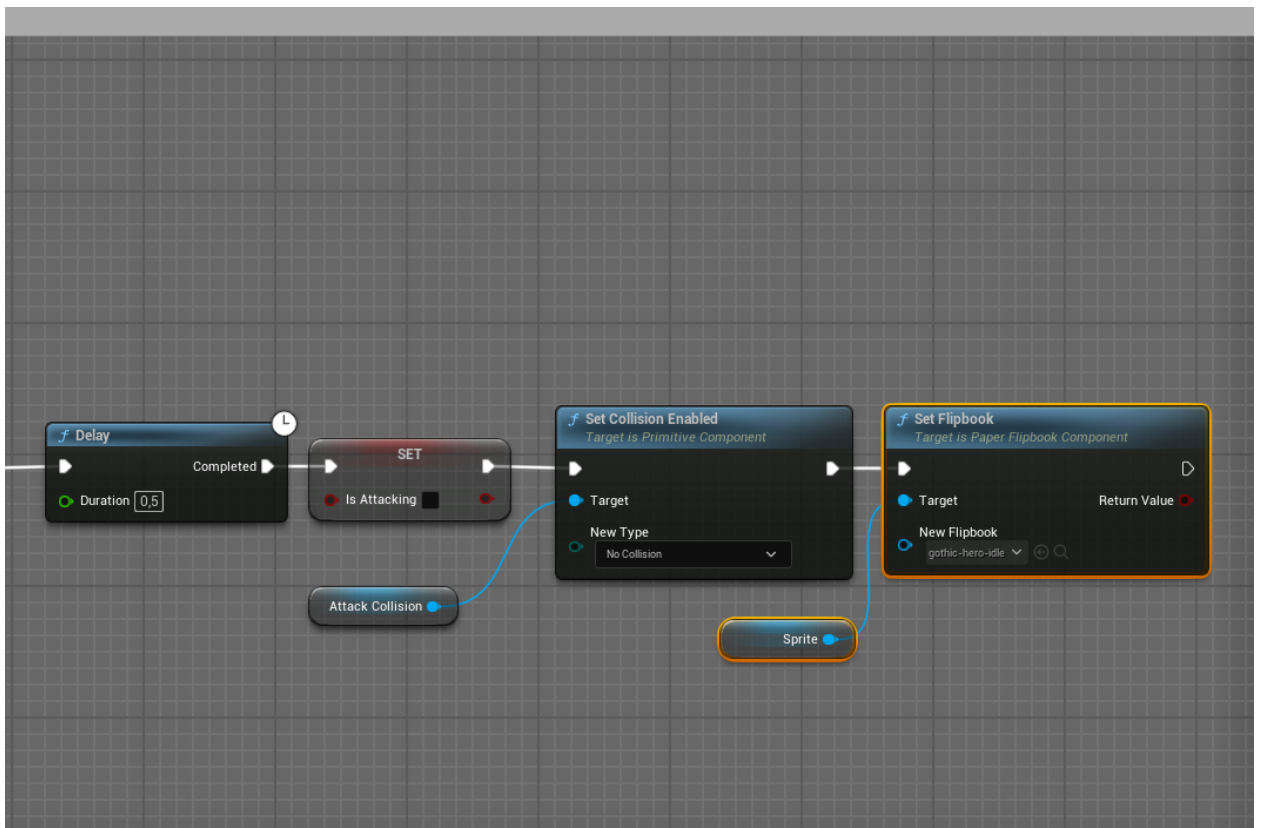 Delay
Completed
Duration 0,5
SET
Is Attacking
Attack Collision
Set Collision Enabled
Target is Primitive Component
Target
New Type
No Collision
Sprite
Set Flipbook
Target is Paper Flipbook Component
Target
Return Value
New Flipbook
gothic-hero-idle